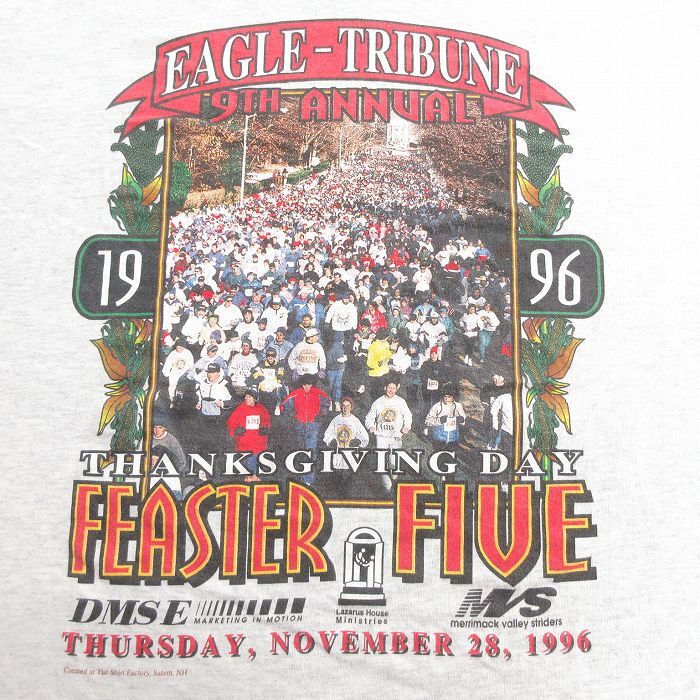 EAGLE-TRIBUNE
9TH ANNUAL
19 96
THANKSGIVING DAY
FEASTER FIVE
DMSE
MARKETING IN MOTION
Lazarus House
Ministries
MVS
merrimack valley striders
THURSDAY, NOVEMBER 28, 1996
Created at The Shirt Factory, Salem, NH